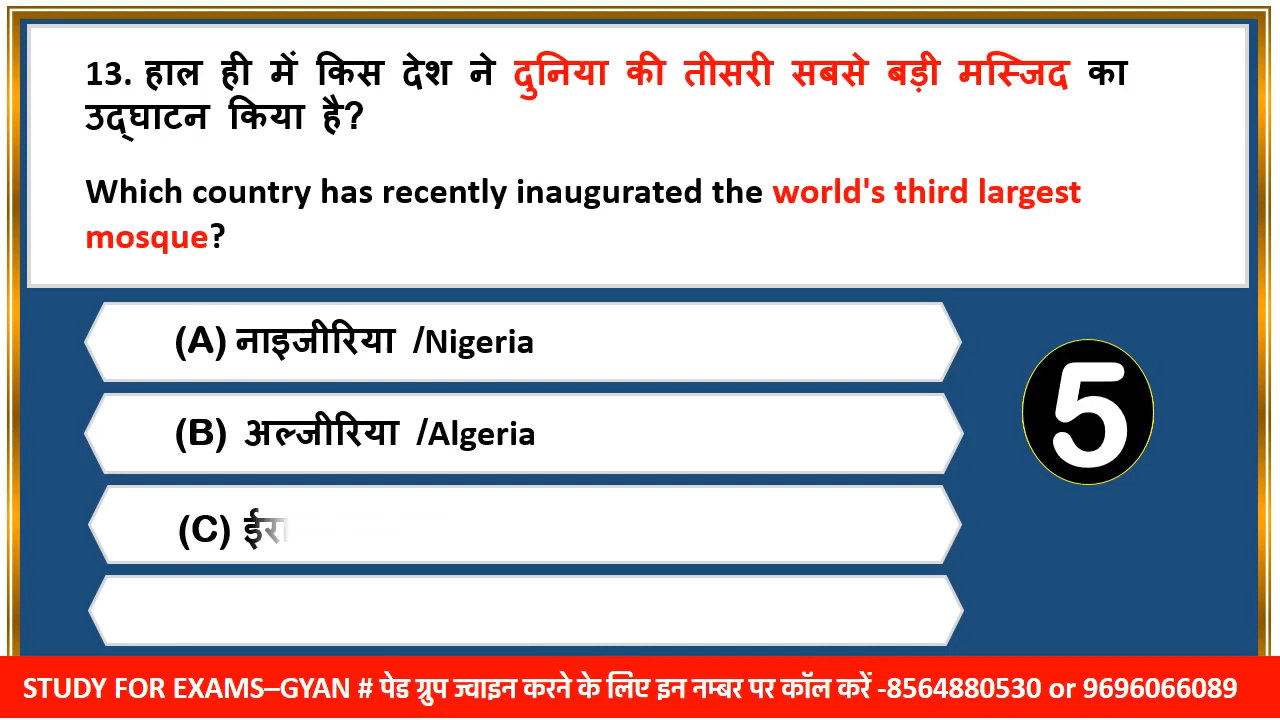 13. हाल ही में किस देश ने दुनिया की तीसरी सबसे बड़ी मस्जिद का
उद्घाटन किया है?
Which country has recently inaugurated the world's third largest
mosque?
(A) नाइजीरिया /Nigeria
(B) अल्जीरिया /Algeria
5
(C) ईरा
STUDY FOR EXAMS–GYAN # पेड ग्रुप ज्वाइन करने के लिए इन नम्बर पर कॉल करें -8564880530 or 9696066089